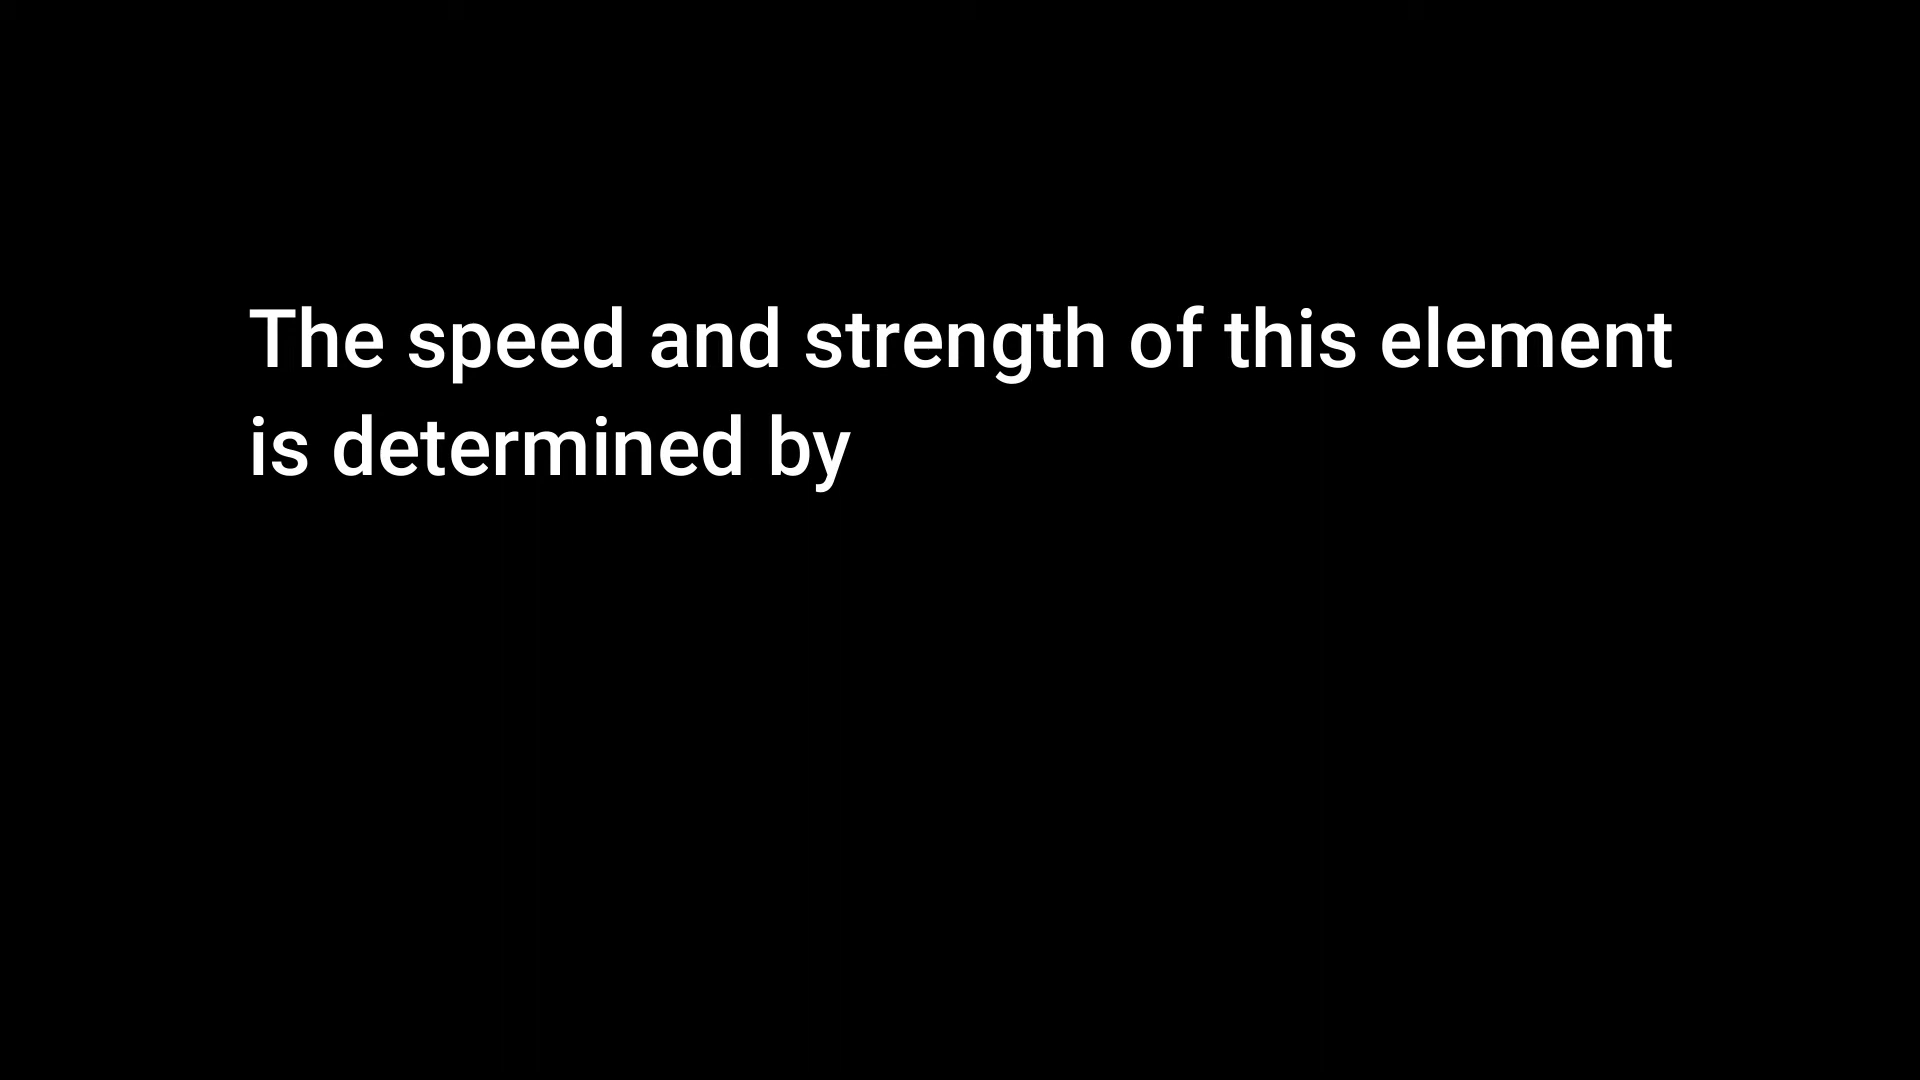 The speed and strength of this element
is determined by